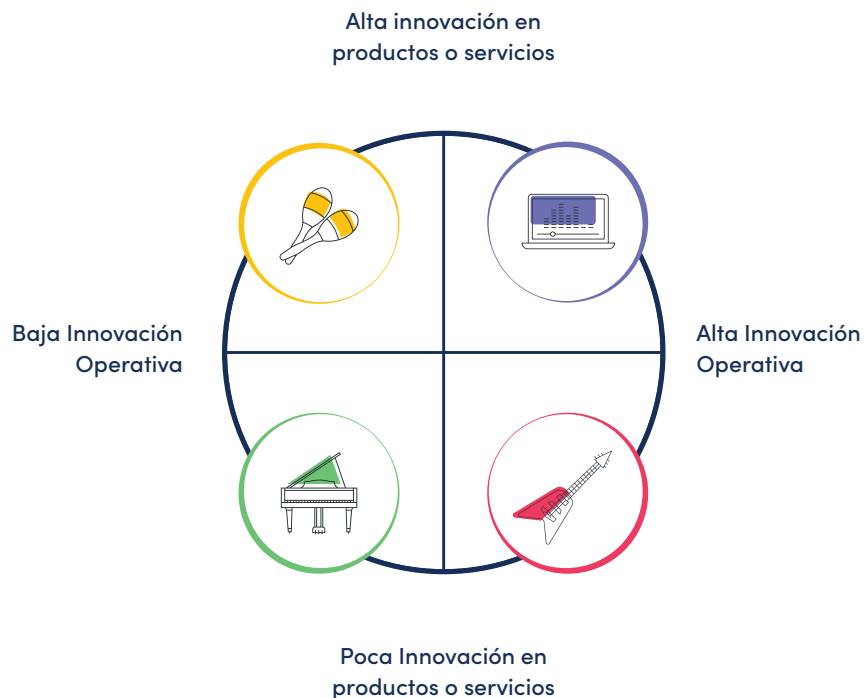 Alta innovación en
productos o servicios
Baja Innovación
Operativa
Alta Innovación
Operativa
Poca Innovación en
productos o servicios